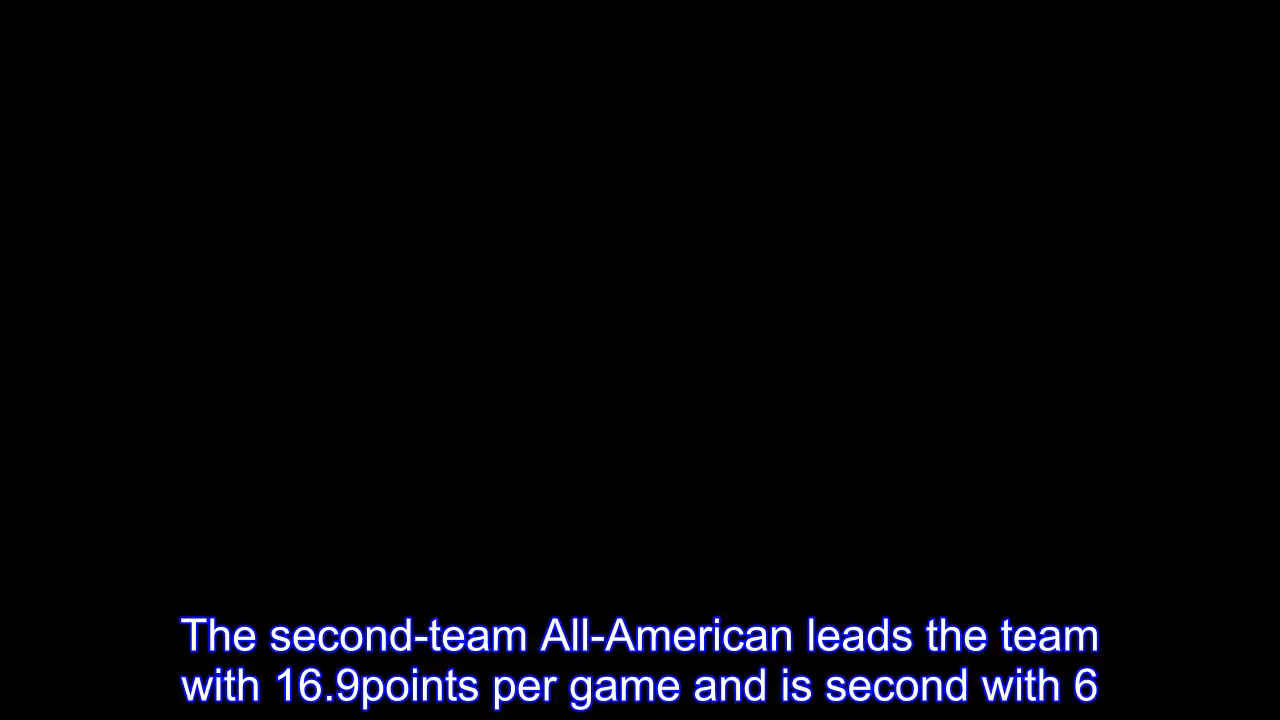 The second-team All-American leads the team
with 16.9points per game and is second with 6